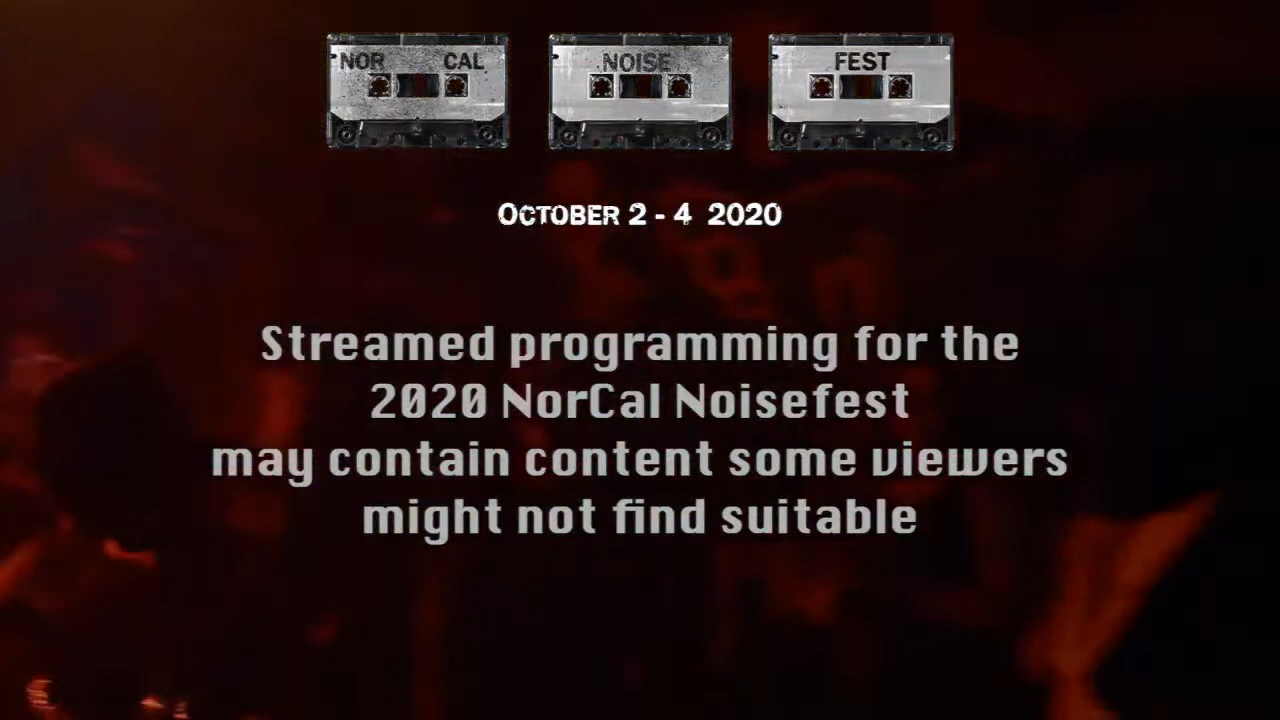 NOR CAL NOISE FEST
OCTOBER 2 - 4 2020
Streamed programming for the
2020 NorCal Noisefest
may contain content some viewers
might not find suitable